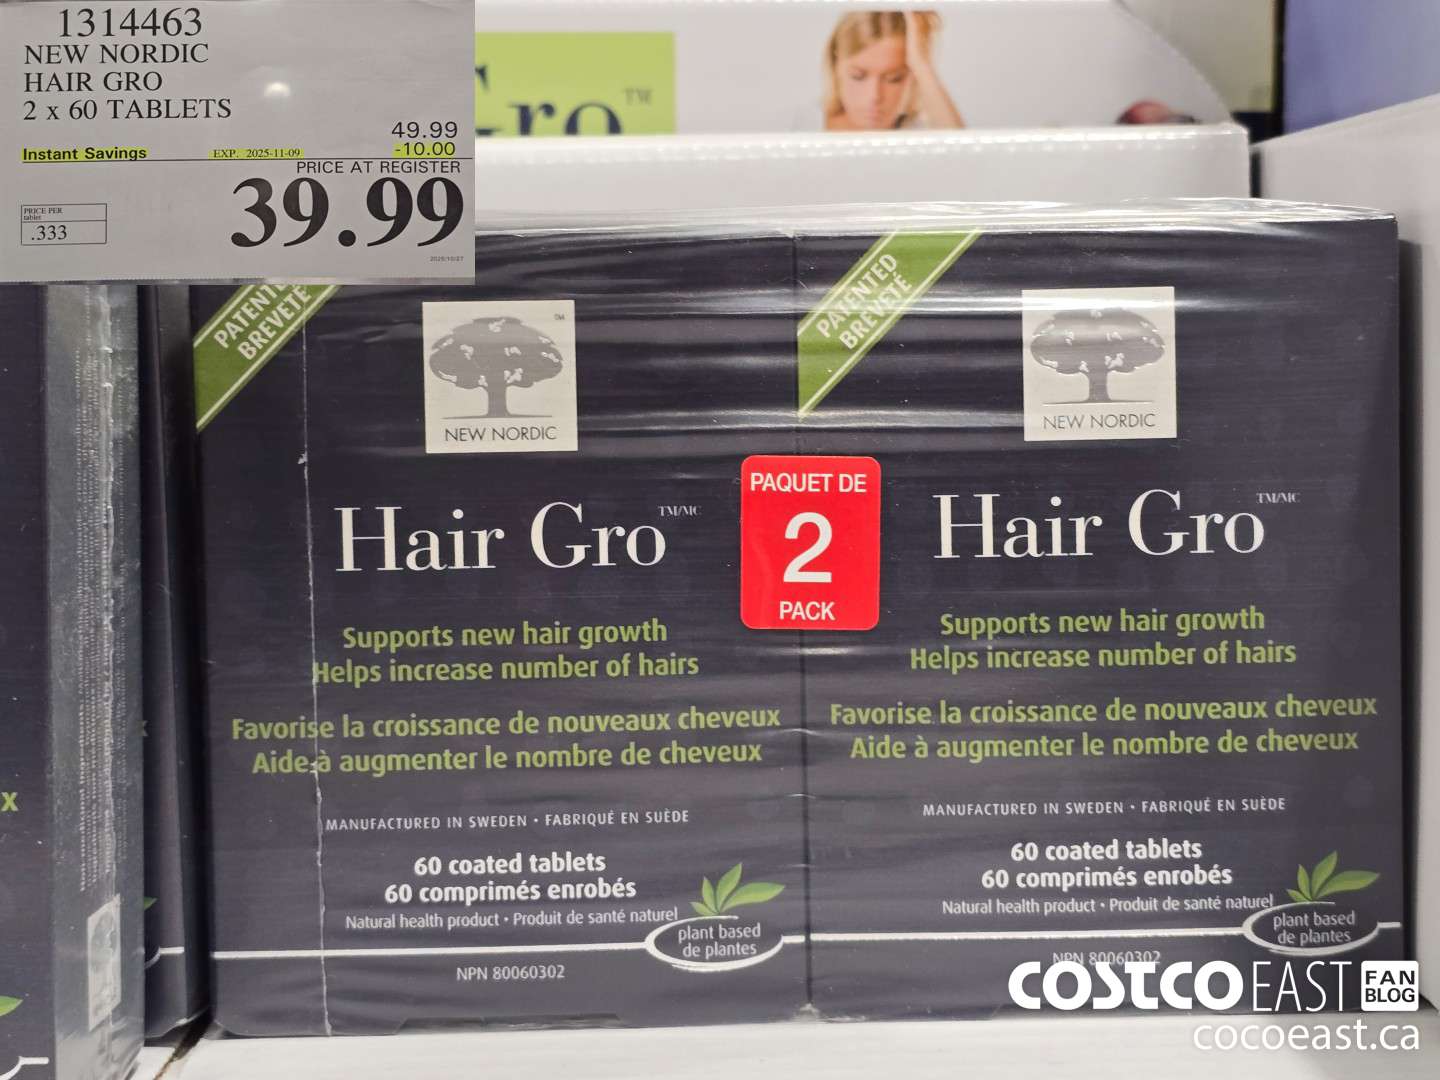 1314463
NEW NORDIC
HAIR GRO
2 x 60 TABLETS
49.99
Instant Savings EXP. 2025-11-09 -10.00
PRICE AT REGISTER
39.99
PRICE PER
tablet
.333
Gro™
PATENTED
BREVETÉ
™
NEW NORDIC
Hair Gro TM/MC
Supports new hair growth
Helps increase number of hairs
Favorise la croissance de nouveaux cheveux
Aide à augmenter le nombre de cheveux
MANUFACTURED IN SWEDEN • FABRIQUÉ EN SUÈDE
60 coated tablets
60 comprimés enrobés
Natural health product • Produit de santé naturel
plant based
de plantes
NPN 80060302
PAQUET DE
2
PACK
PATENTED
BREVETÉ
NEW NORDIC
Hair Gro TM/MC
Supports new hair growth
Helps increase number of hairs
Favorise la croissance de nouveaux cheveux
Aide à augmenter le nombre de cheveux
MANUFACTURED IN SWEDEN • FABRIQUÉ EN SUÈDE
60 coated tablets
60 comprimés enrobés
Natural health product • Produit de santé naturel
plant based
de plantes
NPN 80060302
x
COSTCO EAST FAN BLOG
cocoeast.ca